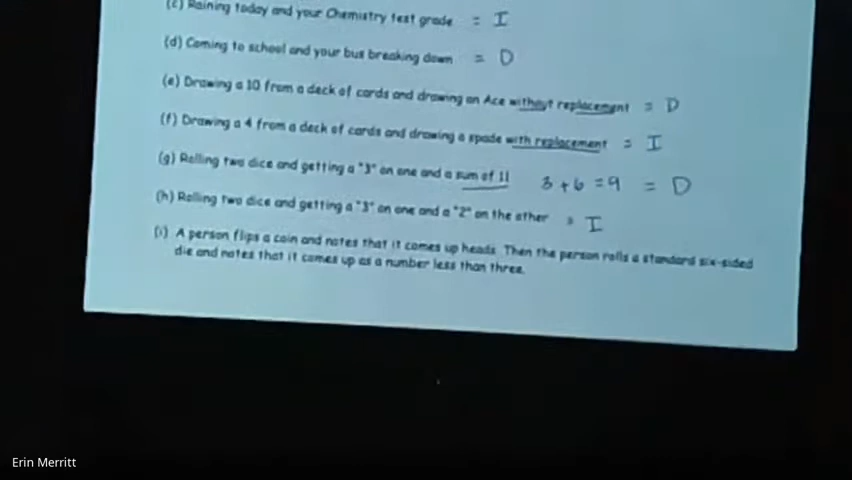 (c) Raining today and your Chemistry test grade = I
(d) Coming to school and your bus breaking down = D
(e) Drawing a 10 from a deck of cards and drawing an Ace without replacement = D
(f) Drawing a 4 from a deck of cards and drawing a spade with replacement = I
(g) Rolling two dice and getting a "3" on one and a sum of 11 3 + 6 = 9 = D
(h) Rolling two dice and getting a "3" on one and a "2" on the other = I
(i) A person flips a coin and notes that it comes up heads. Then the person rolls a standard six-sided
die and notes that it comes up as a number less than three.
Erin Merritt